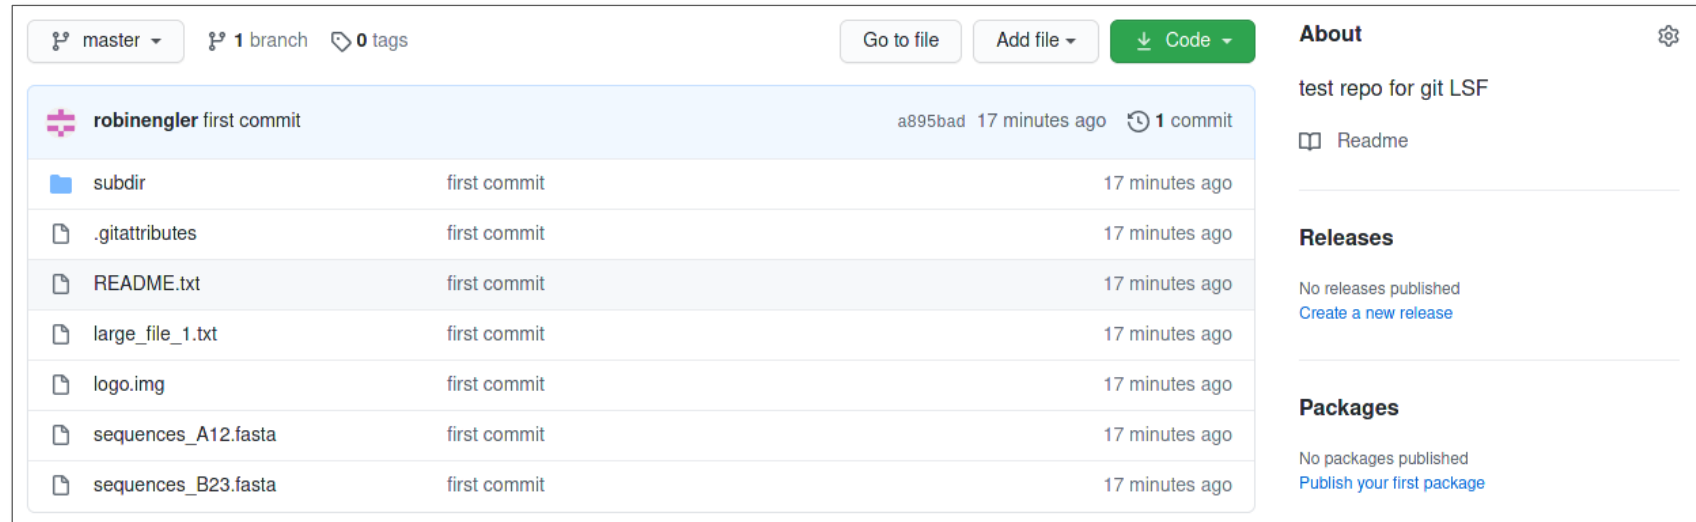 master 1 branch 0 tags Go to file Add file Code
robinengler first commit a895bad 17 minutes ago 1 commit
subdir first commit 17 minutes ago
.gitattributes first commit 17 minutes ago
README.txt first commit 17 minutes ago
large_file_1.txt first commit 17 minutes ago
logo.img first commit 17 minutes ago
sequences_A12.fasta first commit 17 minutes ago
sequences_B23.fasta first commit 17 minutes ago
About
test repo for git LSF
Readme
Releases
No releases published
Create a new release
Packages
No packages published
Publish your first package